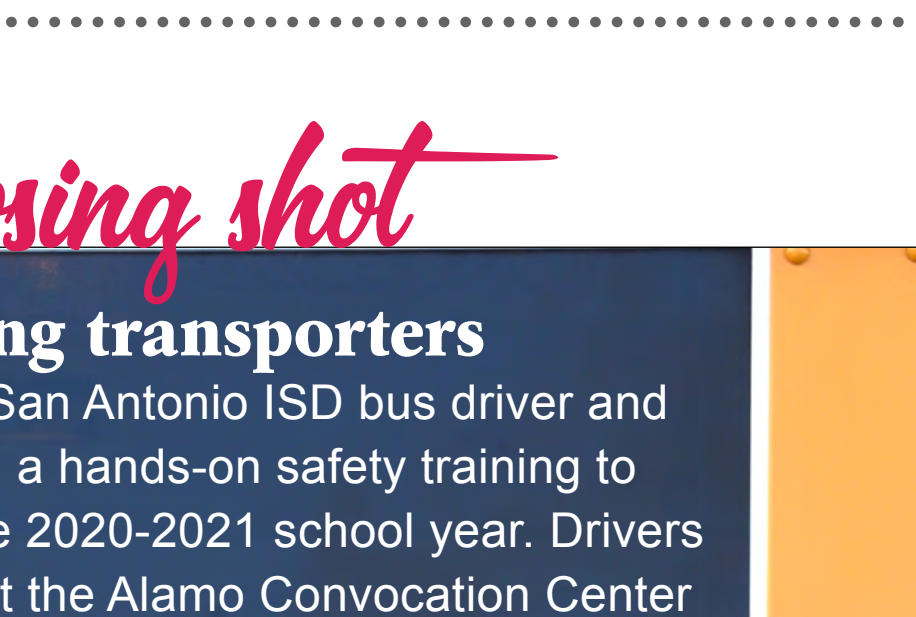 sing shot
ng transporters
San Antonio ISD bus driver and
a hands-on safety training to
e 2020-2021 school year. Drivers
t the Alamo Convocation Center